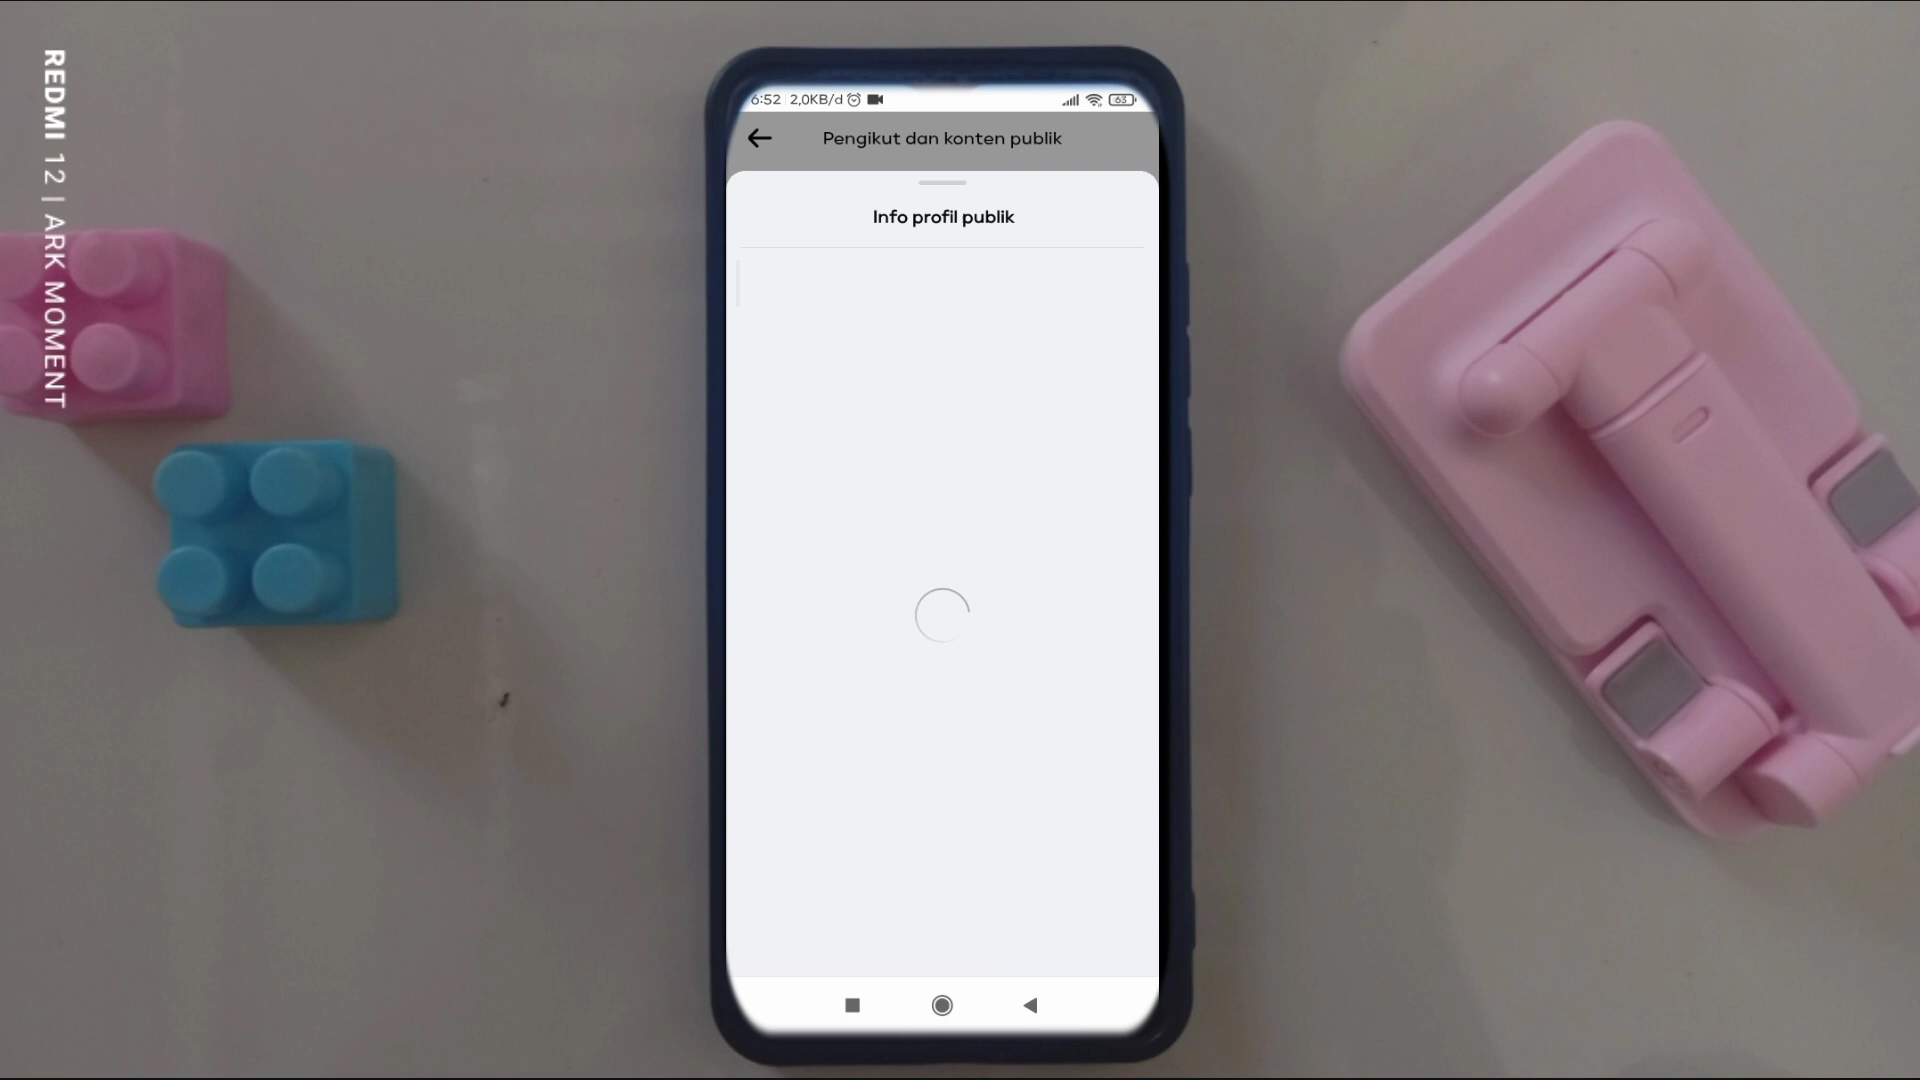 REDMI 12 | ARK MOMENT
6:52 2,0KB/d 63
Pengikut dan konten publik
Info profil publik